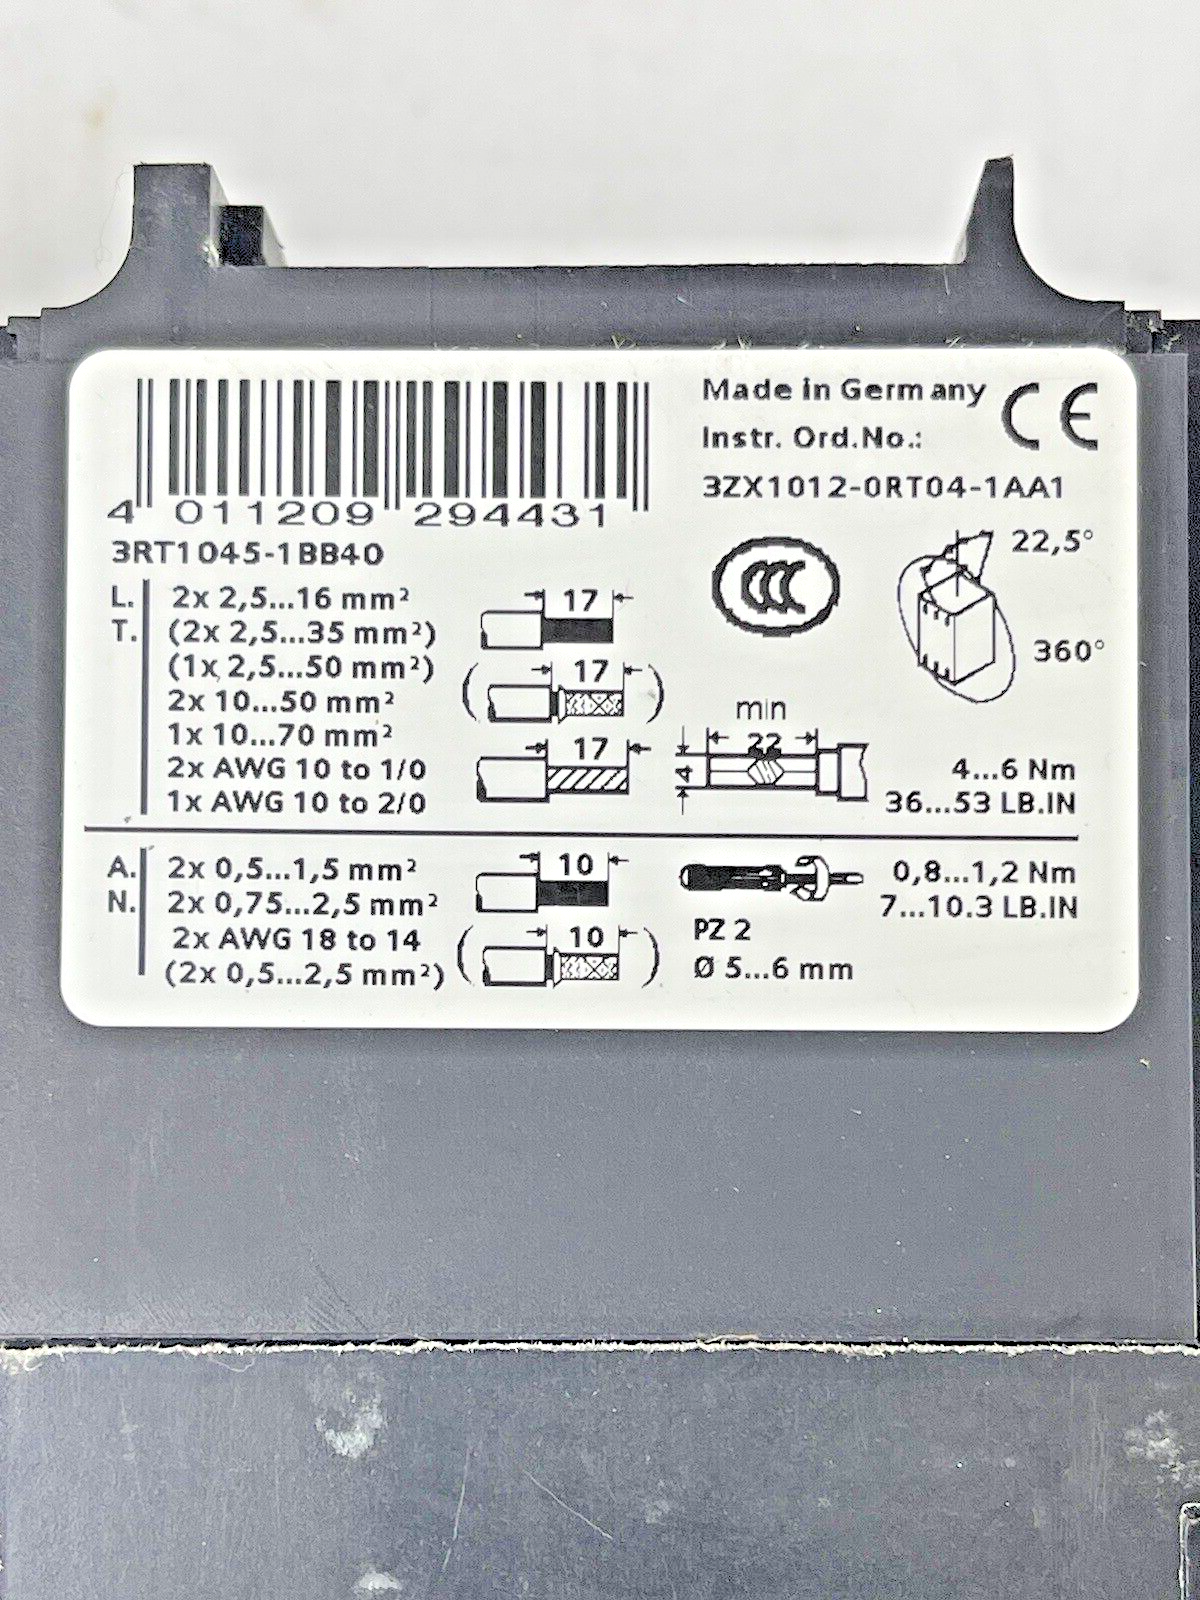 Made in Germany CE
Instr. Ord.No.:
3ZX1012-0RT04-1AA1
4 011209 294431
3RT1045-1BB40
CCC
22,5°
360°
L. 2x 2,5...16 mm² 17
T. (2x 2,5...35 mm²)
(1x 2,5...50 mm²) ( 17 )
2x 10...50 mm²
1x 10...70 mm²
2x AWG 10 to 1/0 17
1x AWG 10 to 2/0
min
22
4
4...6 Nm
36...53 LB.IN
A. 2x 0,5...1,5 mm² 10
N. 2x 0,75...2,5 mm²
2x AWG 18 to 14 ( 10 )
(2x 0,5...2,5 mm²)
0,8...1,2 Nm
7...10.3 LB.IN
PZ 2
Ø 5...6 mm